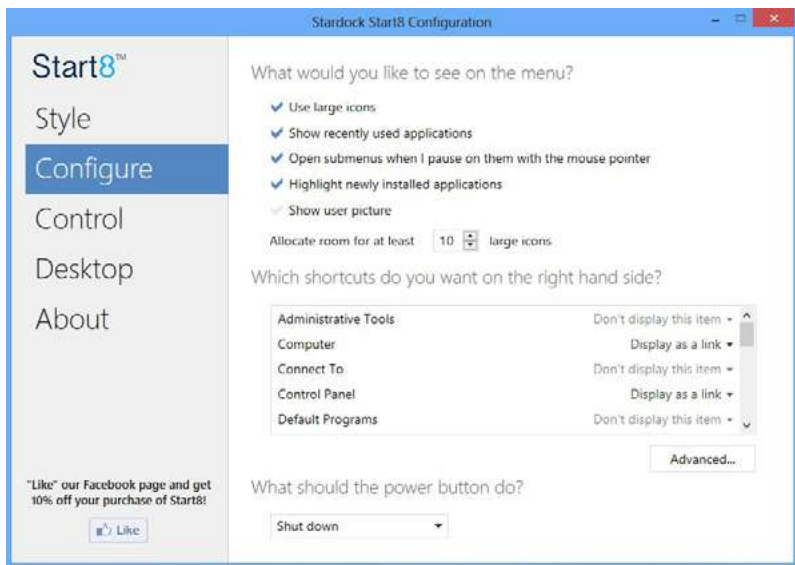 Stardock Start8 Configuration
Start8™
Style
Configure
Control
Desktop
About
"Like" our Facebook page and get
10% off your purchase of Start8!
Like
What would you like to see on the menu?
Use large icons
Show recently used applications
Open submenus when I pause on them with the mouse pointer
Highlight newly installed applications
Show user picture
Allocate room for at least 10 large icons
Which shortcuts do you want on the right hand side?
Administrative Tools Don't display this item
Computer Display as a link
Connect To Don't display this item
Control Panel Display as a link
Default Programs Don't display this item
Advanced...
What should the power button do?
Shut down